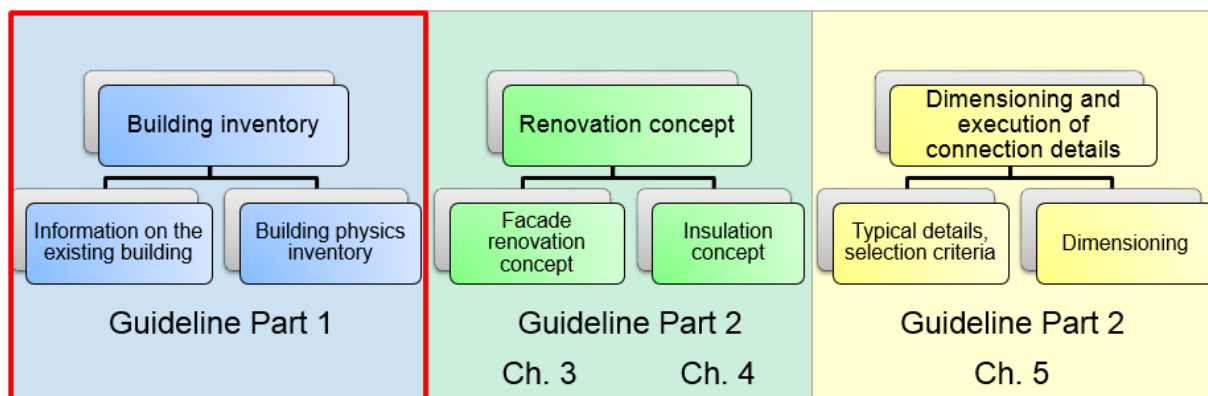 Building inventory
Information on the
existing building
Building physics
inventory
Guideline Part 1
Renovation concept
Facade
renovation
concept
Insulation
concept
Guideline Part 2
Ch. 3
Ch. 4
Dimensioning and
execution of
connection details
Typical details,
selection criteria
Dimensioning
Guideline Part 2
Ch. 5